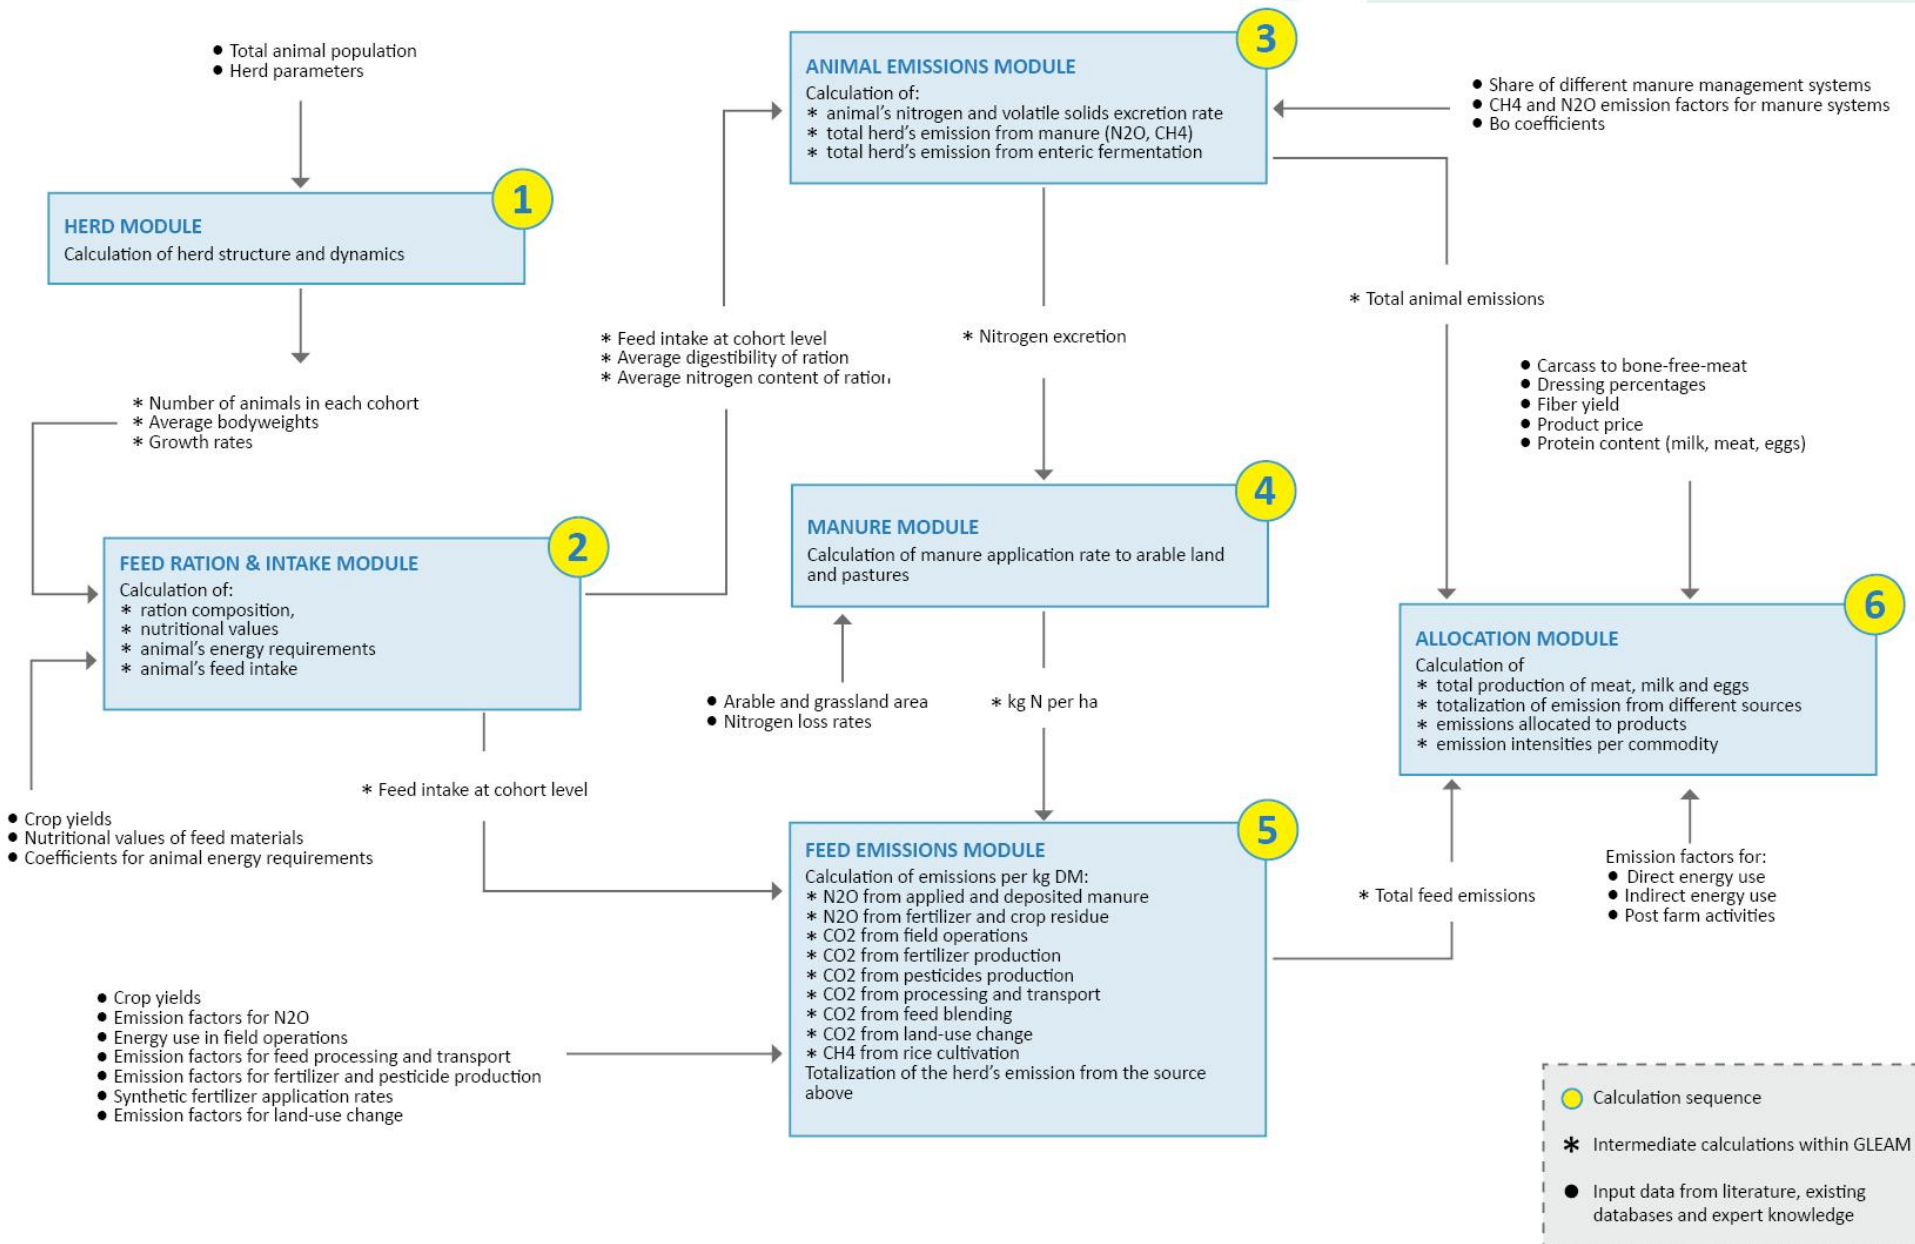 ● Total animal population
● Herd parameters
1
HERD MODULE
Calculation of herd structure and dynamics
* Number of animals in each cohort
* Average bodyweights
* Growth rates
2
FEED RATION & INTAKE MODULE
Calculation of:
* ration composition,
* nutritional values
* animal's energy requirements
* animal's feed intake
● Crop yields
● Nutritional values of feed materials
● Coefficients for animal energy requirements
* Feed intake at cohort level
* Average digestibility of ration
* Average nitrogen content of ration
* Feed intake at cohort level
3
ANIMAL EMISSIONS MODULE
Calculation of:
* animal's nitrogen and volatile solids excretion rate
* total herd's emission from manure (N2O, CH4)
* total herd's emission from enteric fermentation
● Share of different manure management systems
● CH4 and N2O emission factors for manure systems
● Bo coefficients
* Nitrogen excretion
* Total animal emissions
4
MANURE MODULE
Calculation of manure application rate to arable land
and pastures
● Arable and grassland area
● Nitrogen loss rates
* kg N per ha
5
FEED EMISSIONS MODULE
Calculation of emissions per kg DM:
* N2O from applied and deposited manure
* N2O from fertilizer and crop residue
* CO2 from field operations
* CO2 from fertilizer production
* CO2 from pesticides production
* CO2 from processing and transport
* CO2 from feed blending
* CO2 from land-use change
* CH4 from rice cultivation
Totalization of the herd's emission from the source
above
● Crop yields
● Emission factors for N2O
● Energy use in field operations
● Emission factors for feed processing and transport
● Emission factors for fertilizer and pesticide production
● Synthetic fertilizer application rates
● Emission factors for land-use change
* Total feed emissions
● Carcass to bone-free-meat
● Dressing percentages
● Fiber yield
● Product price
● Protein content (milk, meat, eggs)
6
ALLOCATION MODULE
Calculation of
* total production of meat, milk and eggs
* totalization of emission from different sources
* emissions allocated to products
* emission intensities per commodity
Emission factors for:
● Direct energy use
● Indirect energy use
● Post farm activities
Calculation sequence
* Intermediate calculations within GLEAM
● Input data from literature, existing
databases and expert knowledge